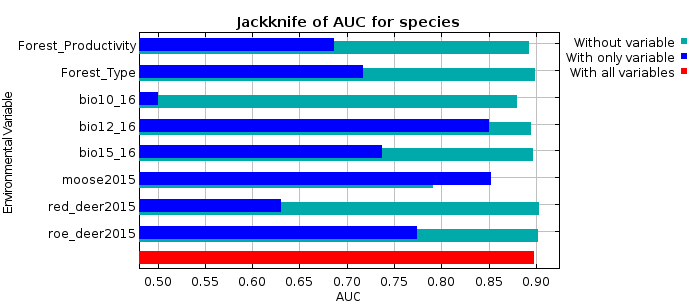 Jackknife of AUC for species
Environmental Variable
Forest_Productivity
Forest_Type
bio10_16
bio12_16
bio15_16
moose2015
red_deer2015
roe_deer2015
Without variable
With only variable
With all variables
0.50 0.55 0.60 0.65 0.70 0.75 0.80 0.85 0.90
AUC